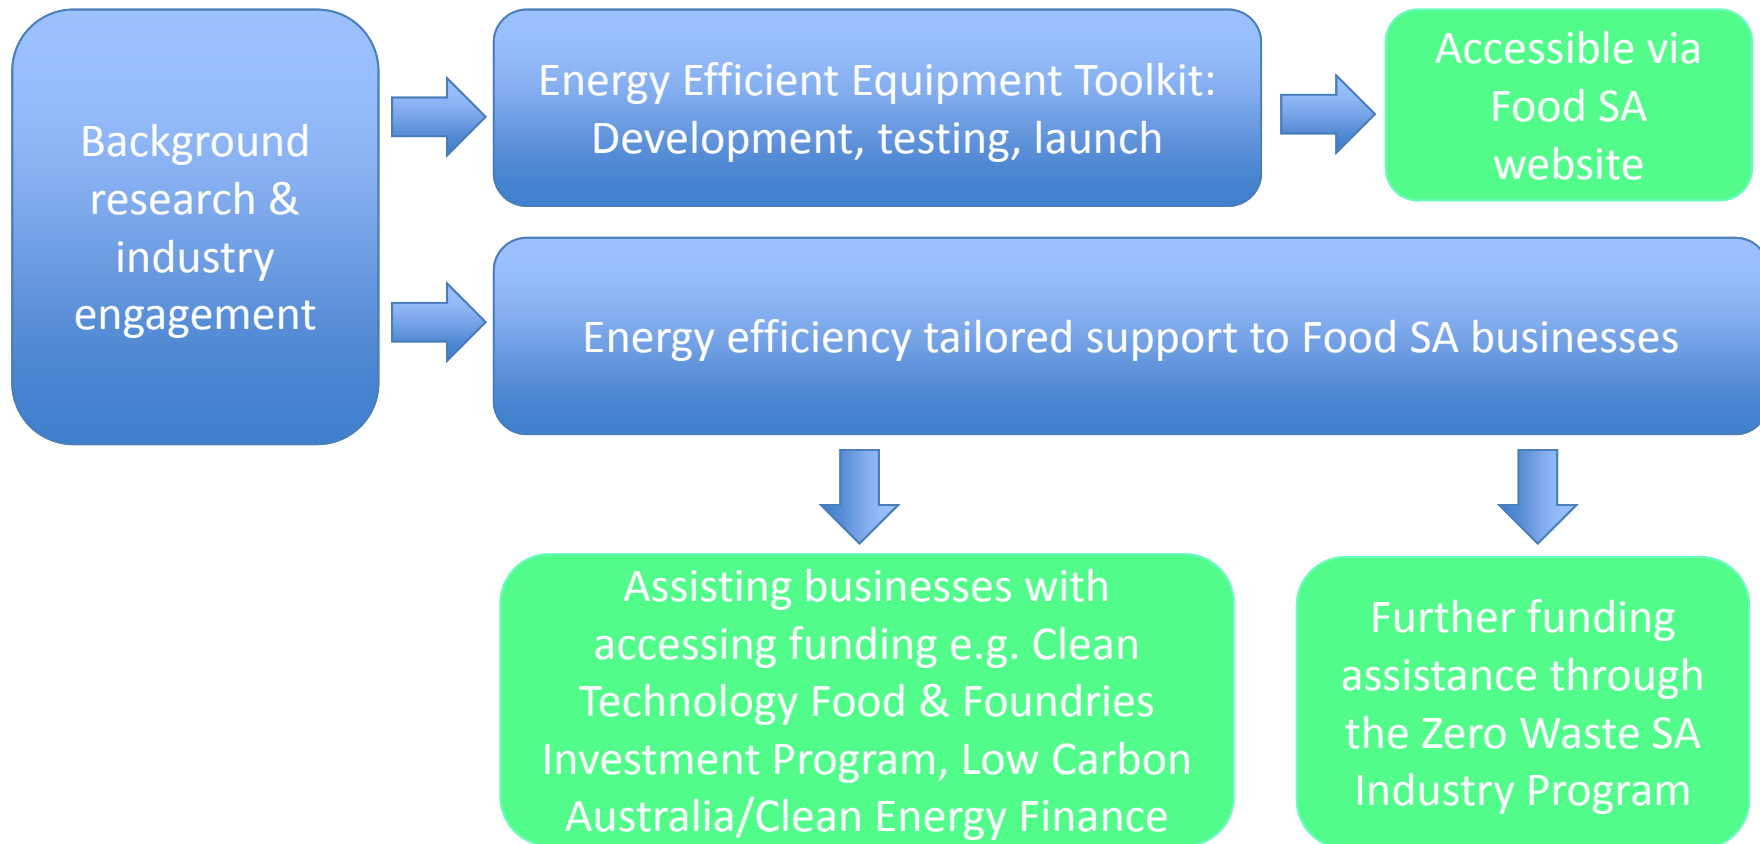 Background
research &
industry
engagement
Energy Efficient Equipment Toolkit:
Development, testing, launch
Accessible via
Food SA
website
Energy efficiency tailored support to Food SA businesses
Assisting businesses with
accessing funding e.g. Clean
Technology Food & Foundries
Investment Program, Low Carbon
Australia/Clean Energy Finance
Further funding
assistance through
the Zero Waste SA
Industry Program